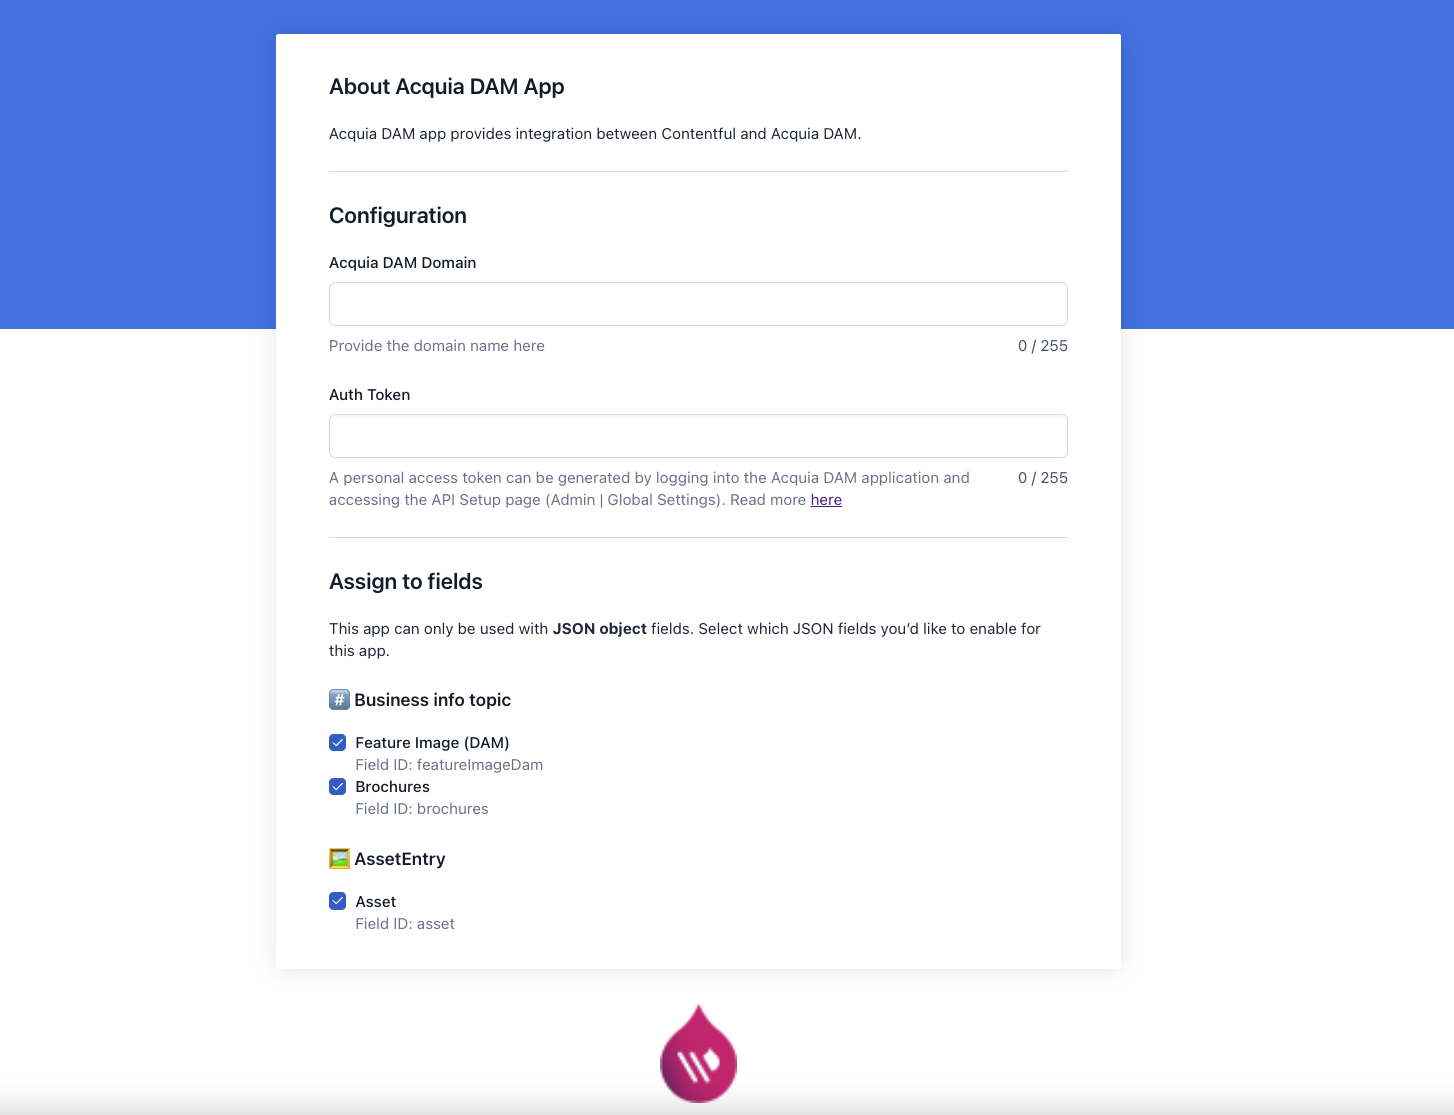 About Acquia DAM App
Acquia DAM app provides integration between Contentful and Acquia DAM.
Configuration
Acquia DAM Domain
Provide the domain name here 0 / 255
Auth Token
A personal access token can be generated by logging into the Acquia DAM application and 0 / 255
accessing the API Setup page (Admin | Global Settings). Read more here
Assign to fields
This app can only be used with JSON object fields. Select which JSON fields you’d like to enable for
this app.
#️⃣ Business info topic
Feature Image (DAM)
Field ID: featureImageDam
Brochures
Field ID: brochures
AssetEntry
Asset
Field ID: asset